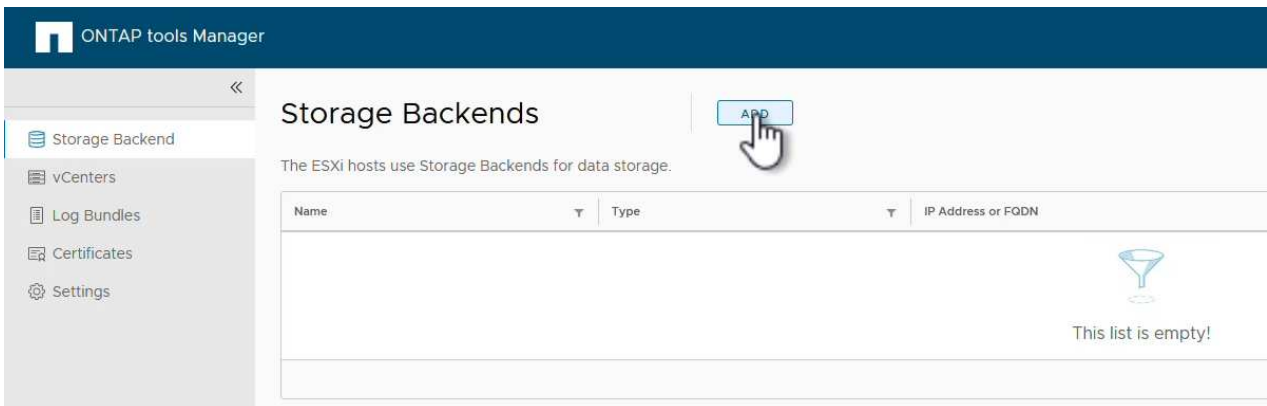 ONTAP tools Manager
Storage Backends
ADD
Storage Backend
The ESXi hosts use Storage Backends for data storage.
vCenters
Log Bundles
Certificates
Settings
Name Type IP Address or FQDN
This list is empty!